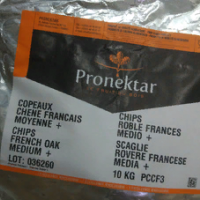 Pronektar
COPEAUX
CHENE FRANCAIS
MOYENNE +
CHIPS
FRENCH OAK
MEDIUM +
LOT: 036260
CHIPS
ROBLE FRANCES
MEDIO +
SCAGLIE
ROVERE FRANCESE
MEDIA +
10 KG PCCF3